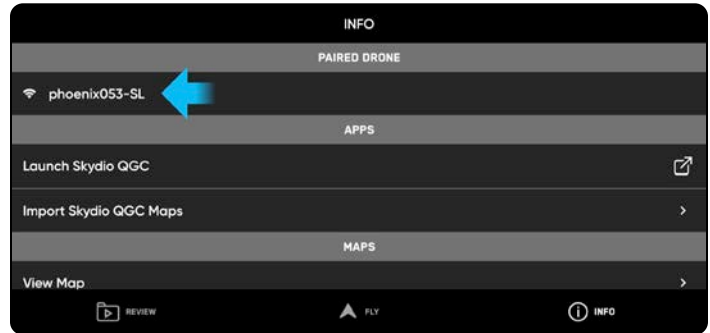 INFO
PAIRED DRONE
phoenix053-SL
APPS
Launch Skydio QGC
Import Skydio QGC Maps
MAPS
View Map
REVIEW FLY INFO